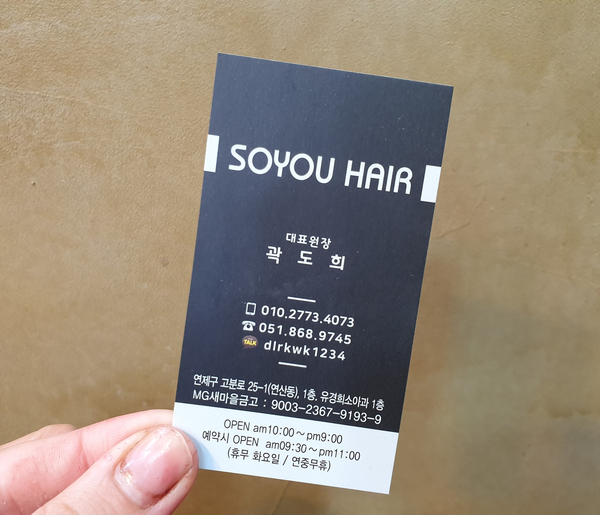 SOYOU HAIR
대표원장
곽 도 희
010.2773.4073
051.868.9745
TALK dlrkwk1234
연제구 고분로 25-1(연산동), 1층. 유경희소아과 1층
MG새마을금고 : 9003-2367-9193-9
OPEN am10:00~pm9:00
예약시 OPEN am09:30~pm11:00
(휴무 화요일 / 연중무휴)